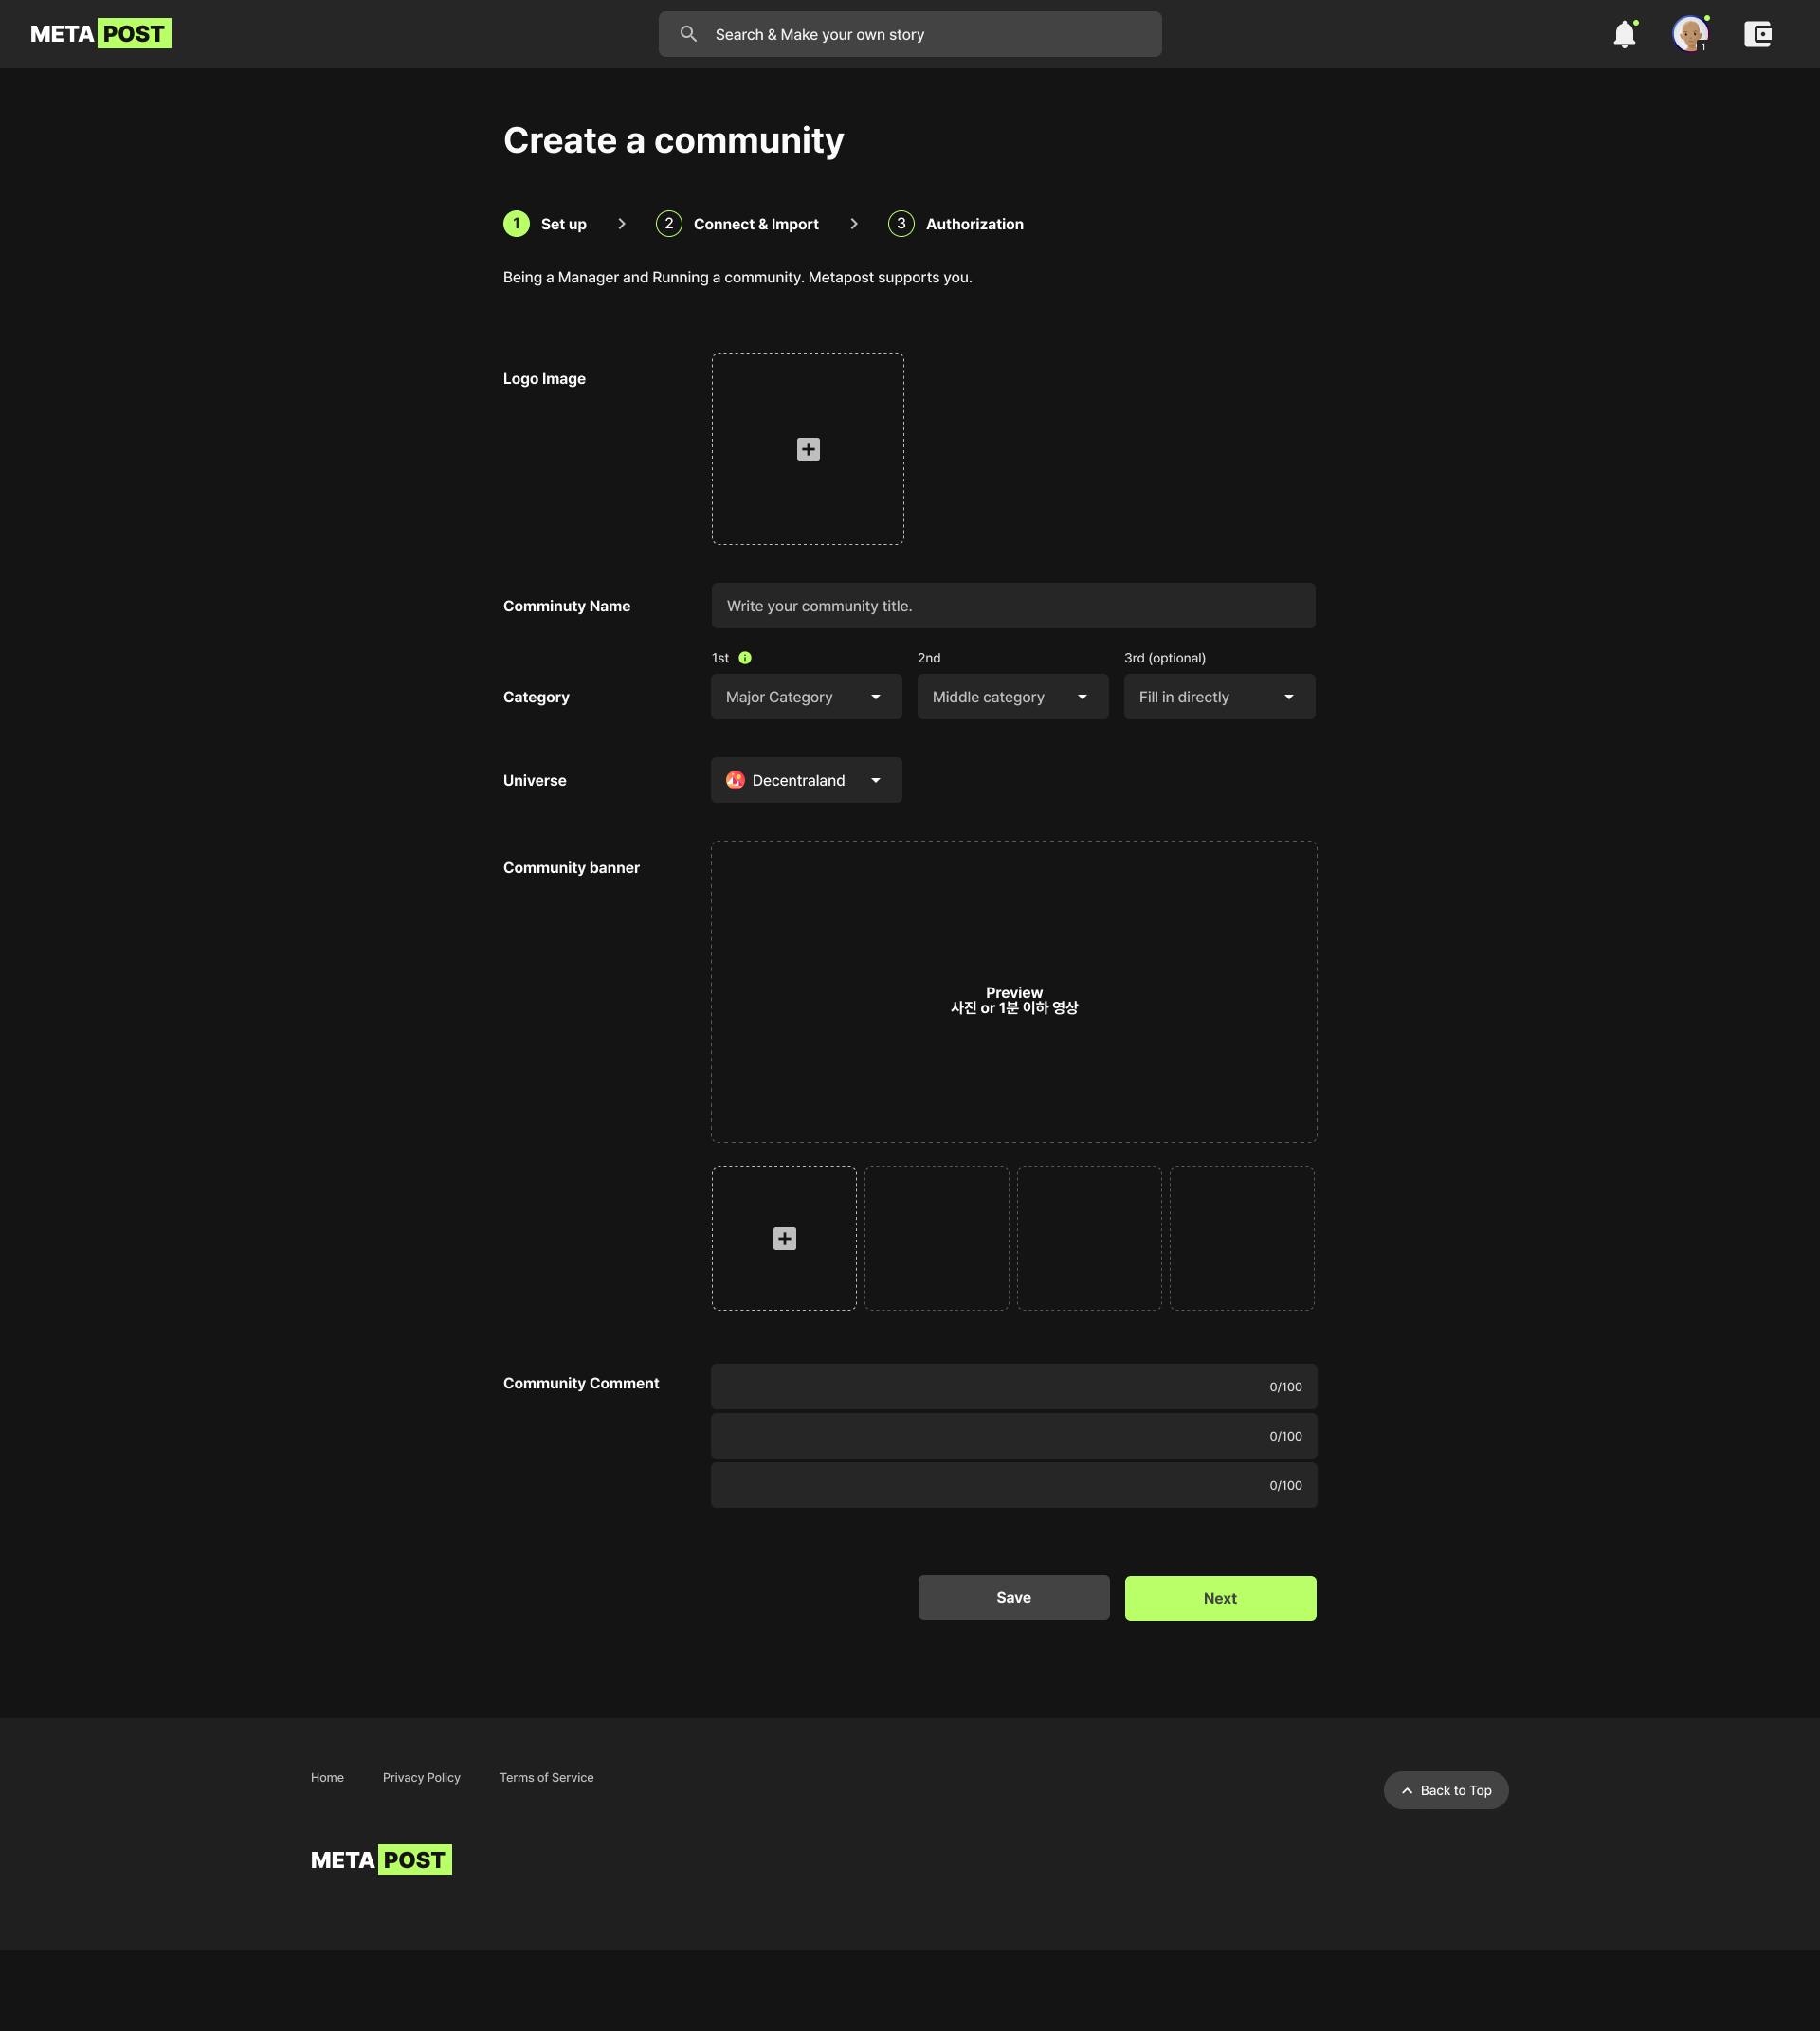 METAPOST
Search & Make your own story
1
Create a community
1 Set up 2 Connect & Import 3 Authorization
Being a Manager and Running a community. Metapost supports you.
Logo Image
Comminuty Name
Write your community title.
1st 2nd 3rd (optional)
Category
Major Category Middle category Fill in directly
Universe
Decentraland
Community banner
Preview
사진 or 1분 이하 영상
Community Comment
0/100
0/100
0/100
Save Next
Home Privacy Policy Terms of Service
Back to Top
METAPOST